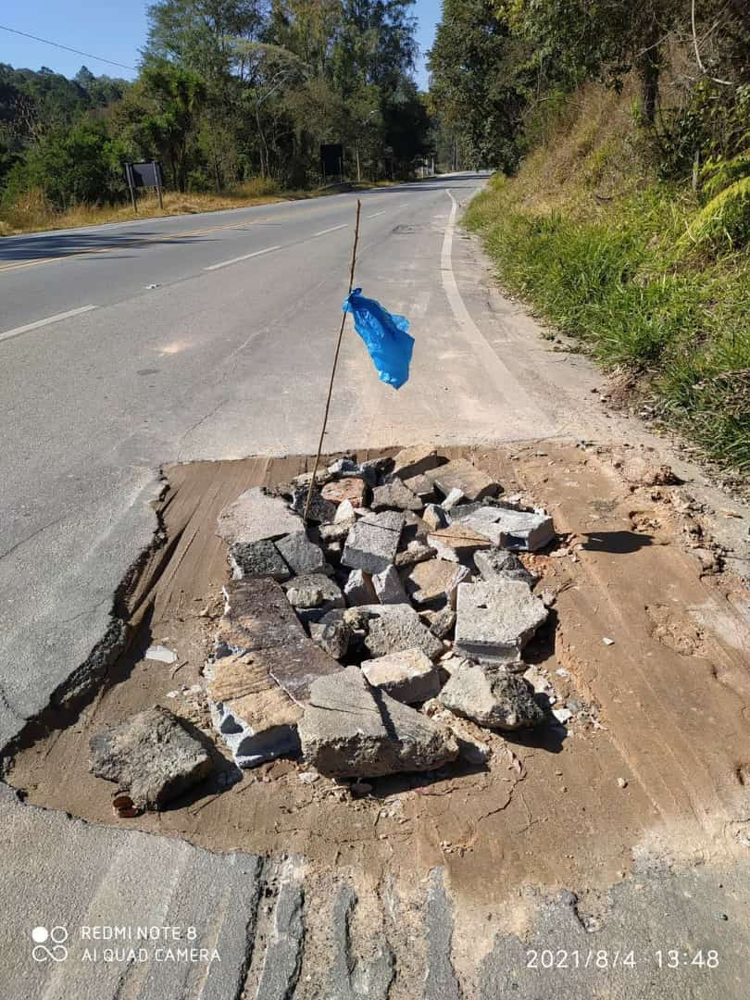 REDMI NOTE 8
AI QUAD CAMERA
2021/8/4 13:48